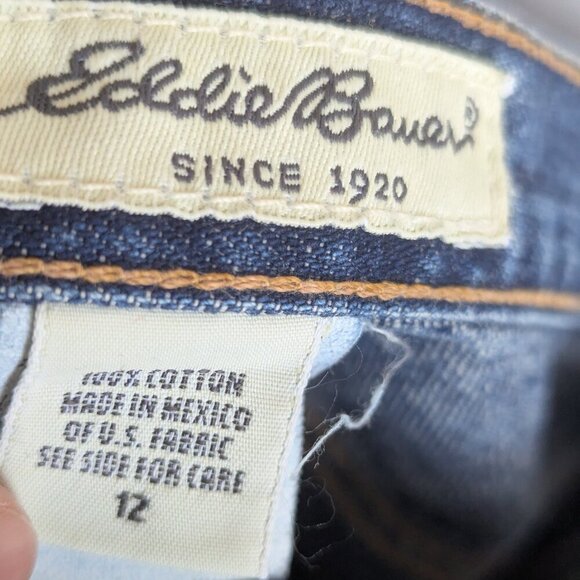 Eddie Bauer®
SINCE 1920
100% COTTON
MADE IN MEXICO
OF U.S. FABRIC
SEE SIDE FOR CARE
12